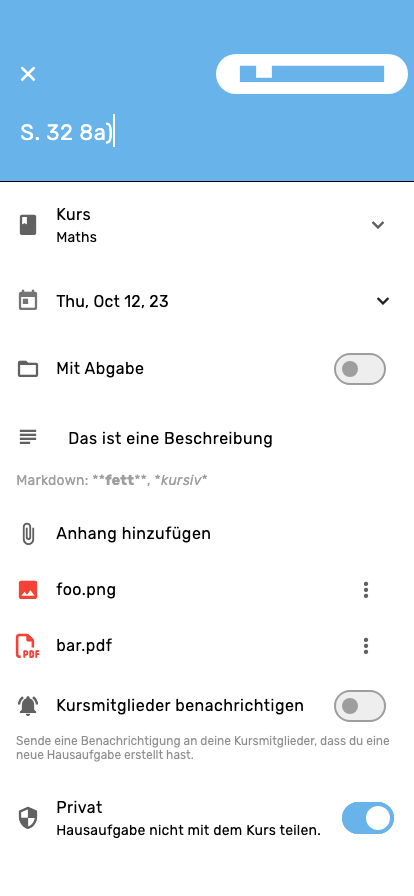 S. 32 8a)
Kurs
Maths
Thu, Oct 12, 23
Mit Abgabe
Das ist eine Beschreibung
Markdown: **fett**, *kursiv*
Anhang hinzufügen
foo.png
PDF
bar.pdf
Kursmitglieder benachrichtigen
Sende eine Benachrichtigung an deine Kursmitglieder, dass du eine
neue Hausaufgabe erstellt hast.
Privat
Hausaufgabe nicht mit dem Kurs teilen.